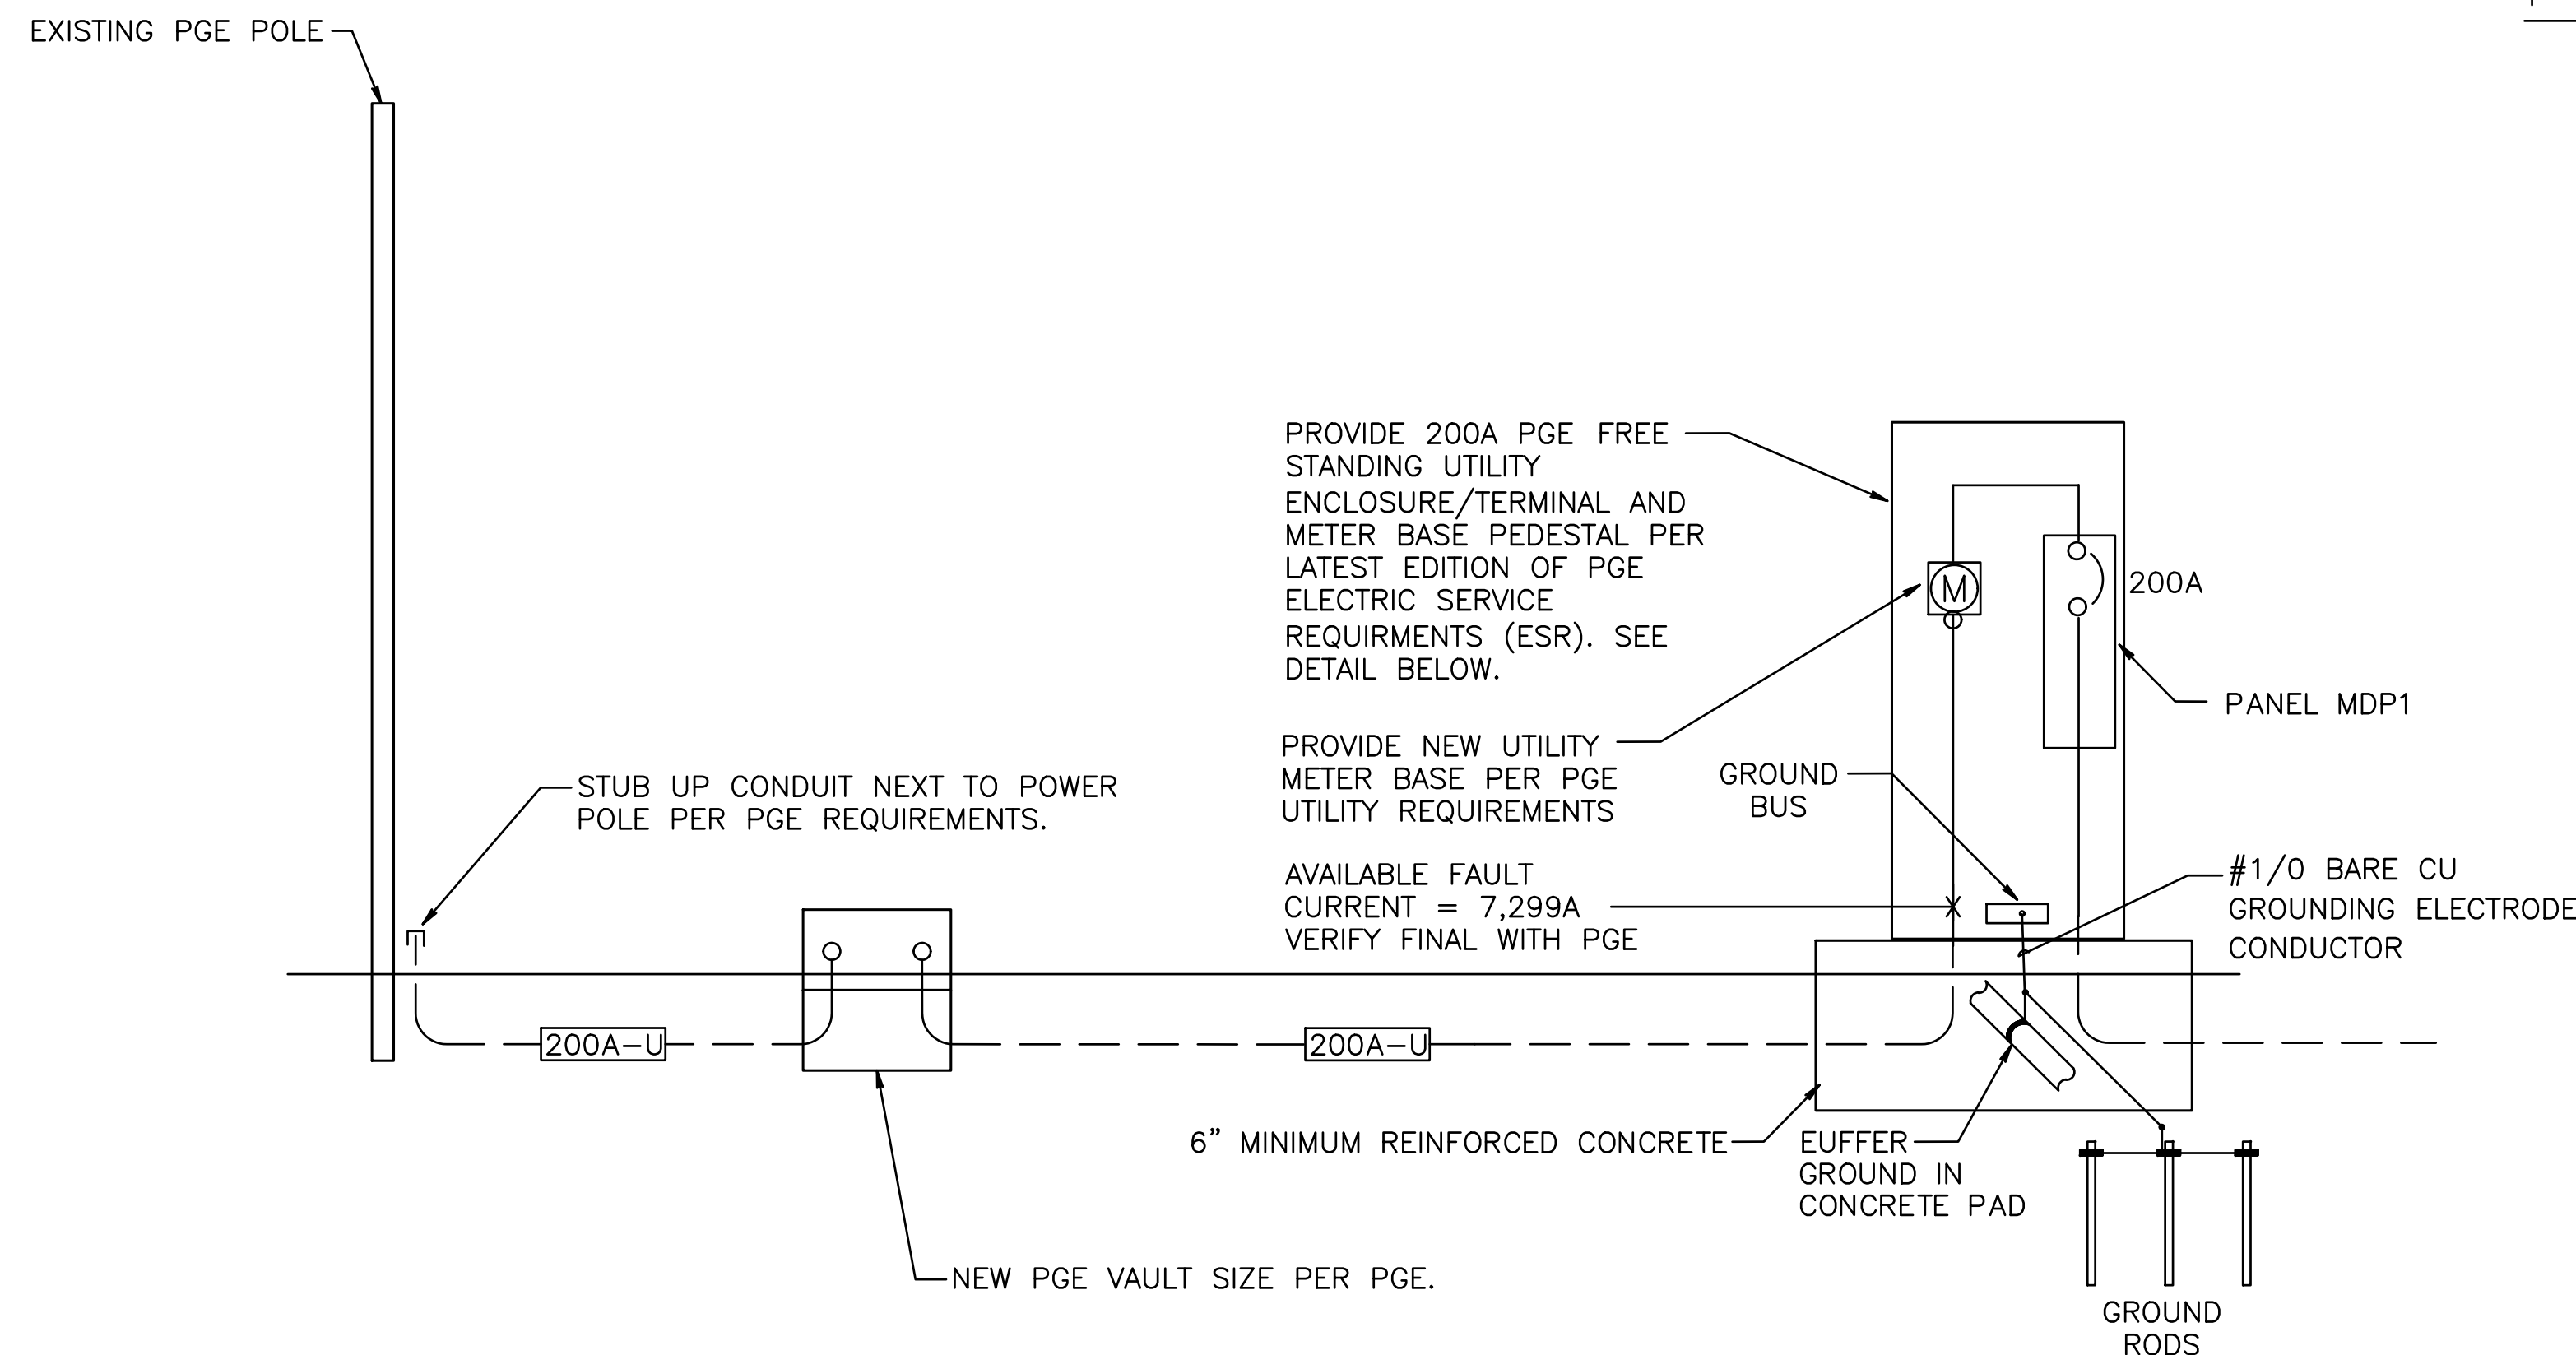 EXISTING PGE POLE
PROVIDE 200A PGE FREE
STANDING UTILITY
ENCLOSURE/TERMINAL AND
METER BASE PEDESTAL PER
LATEST EDITION OF PGE
ELECTRIC SERVICE
REQUIRMENTS (ESR). SEE
DETAIL BELOW.
M
200A
PANEL MDP1
PROVIDE NEW UTILITY
METER BASE PER PGE
UTILITY REQUIREMENTS
GROUND
BUS
STUB UP CONDUIT NEXT TO POWER
POLE PER PGE REQUIREMENTS.
AVAILABLE FAULT
CURRENT = 7,299A
VERIFY FINAL WITH PGE
#1/0 BARE CU
GROUNDING ELECTRODE
CONDUCTOR
200A-U
200A-U
6” MINIMUM REINFORCED CONCRETE
EUFFER
GROUND IN
CONCRETE PAD
NEW PGE VAULT SIZE PER PGE.
GROUND
RODS